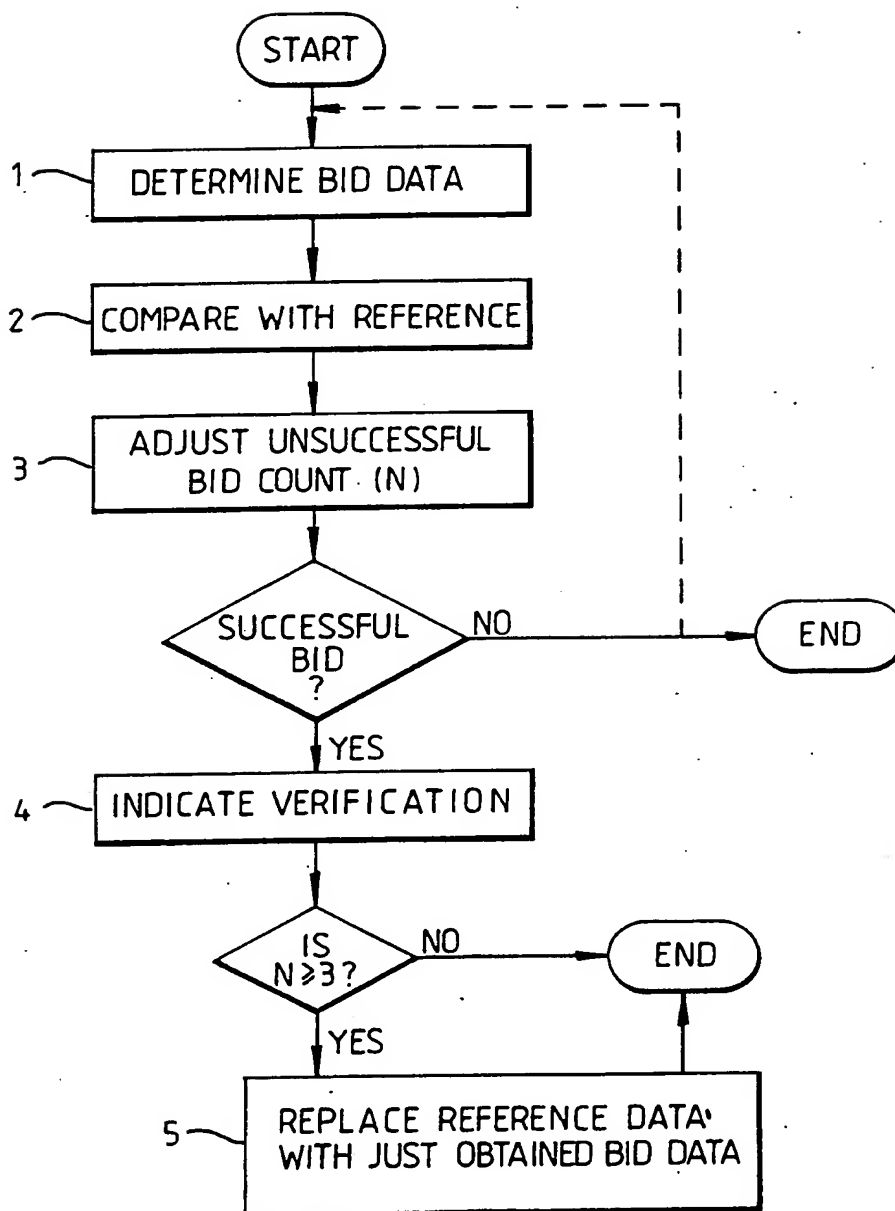 START
1
DETERMINE BID DATA
2
COMPARE WITH REFERENCE
3
ADJUST UNSUCCESSFUL
BID COUNT (N)
SUCCESSFUL
BID
?
NO
END
YES
4
INDICATE VERIFICATION
IS
N≥3?
NO
END
YES
5
REPLACE REFERENCE DATA
WITH JUST OBTAINED BID DATA